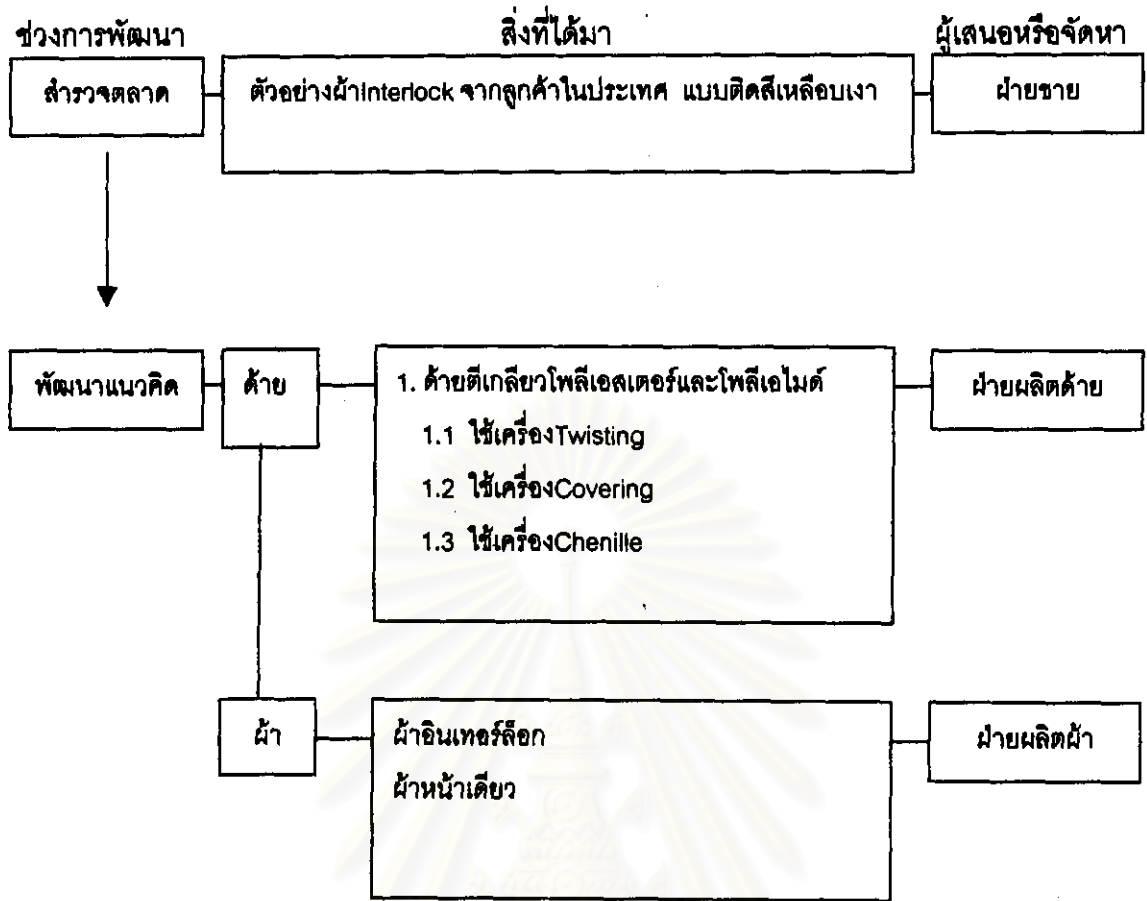 ช่วงการพัฒนา สิ่งที่ได้มา ผู้เสนอหรือจัดหา
สำรวจตลาด ตัวอย่างผ้าInterlock จากลูกค้าในประเทศ แบบติดสีเหลือบเงา ฝ่ายขาย
พัฒนาแนวคิด ด้าย 1. ด้ายตีเกลียวโพลีเอสเตอร์และโพลีเอไมด์ ฝ่ายผลิตด้าย
1.1 ใช้เครื่องTwisting
1.2 ใช้เครื่องCovering
1.3 ใช้เครื่องChenille
ผ้า ผ้าอินเทอร์ล็อก ฝ่ายผลิตผ้า
ผ้าหน้าเดียว